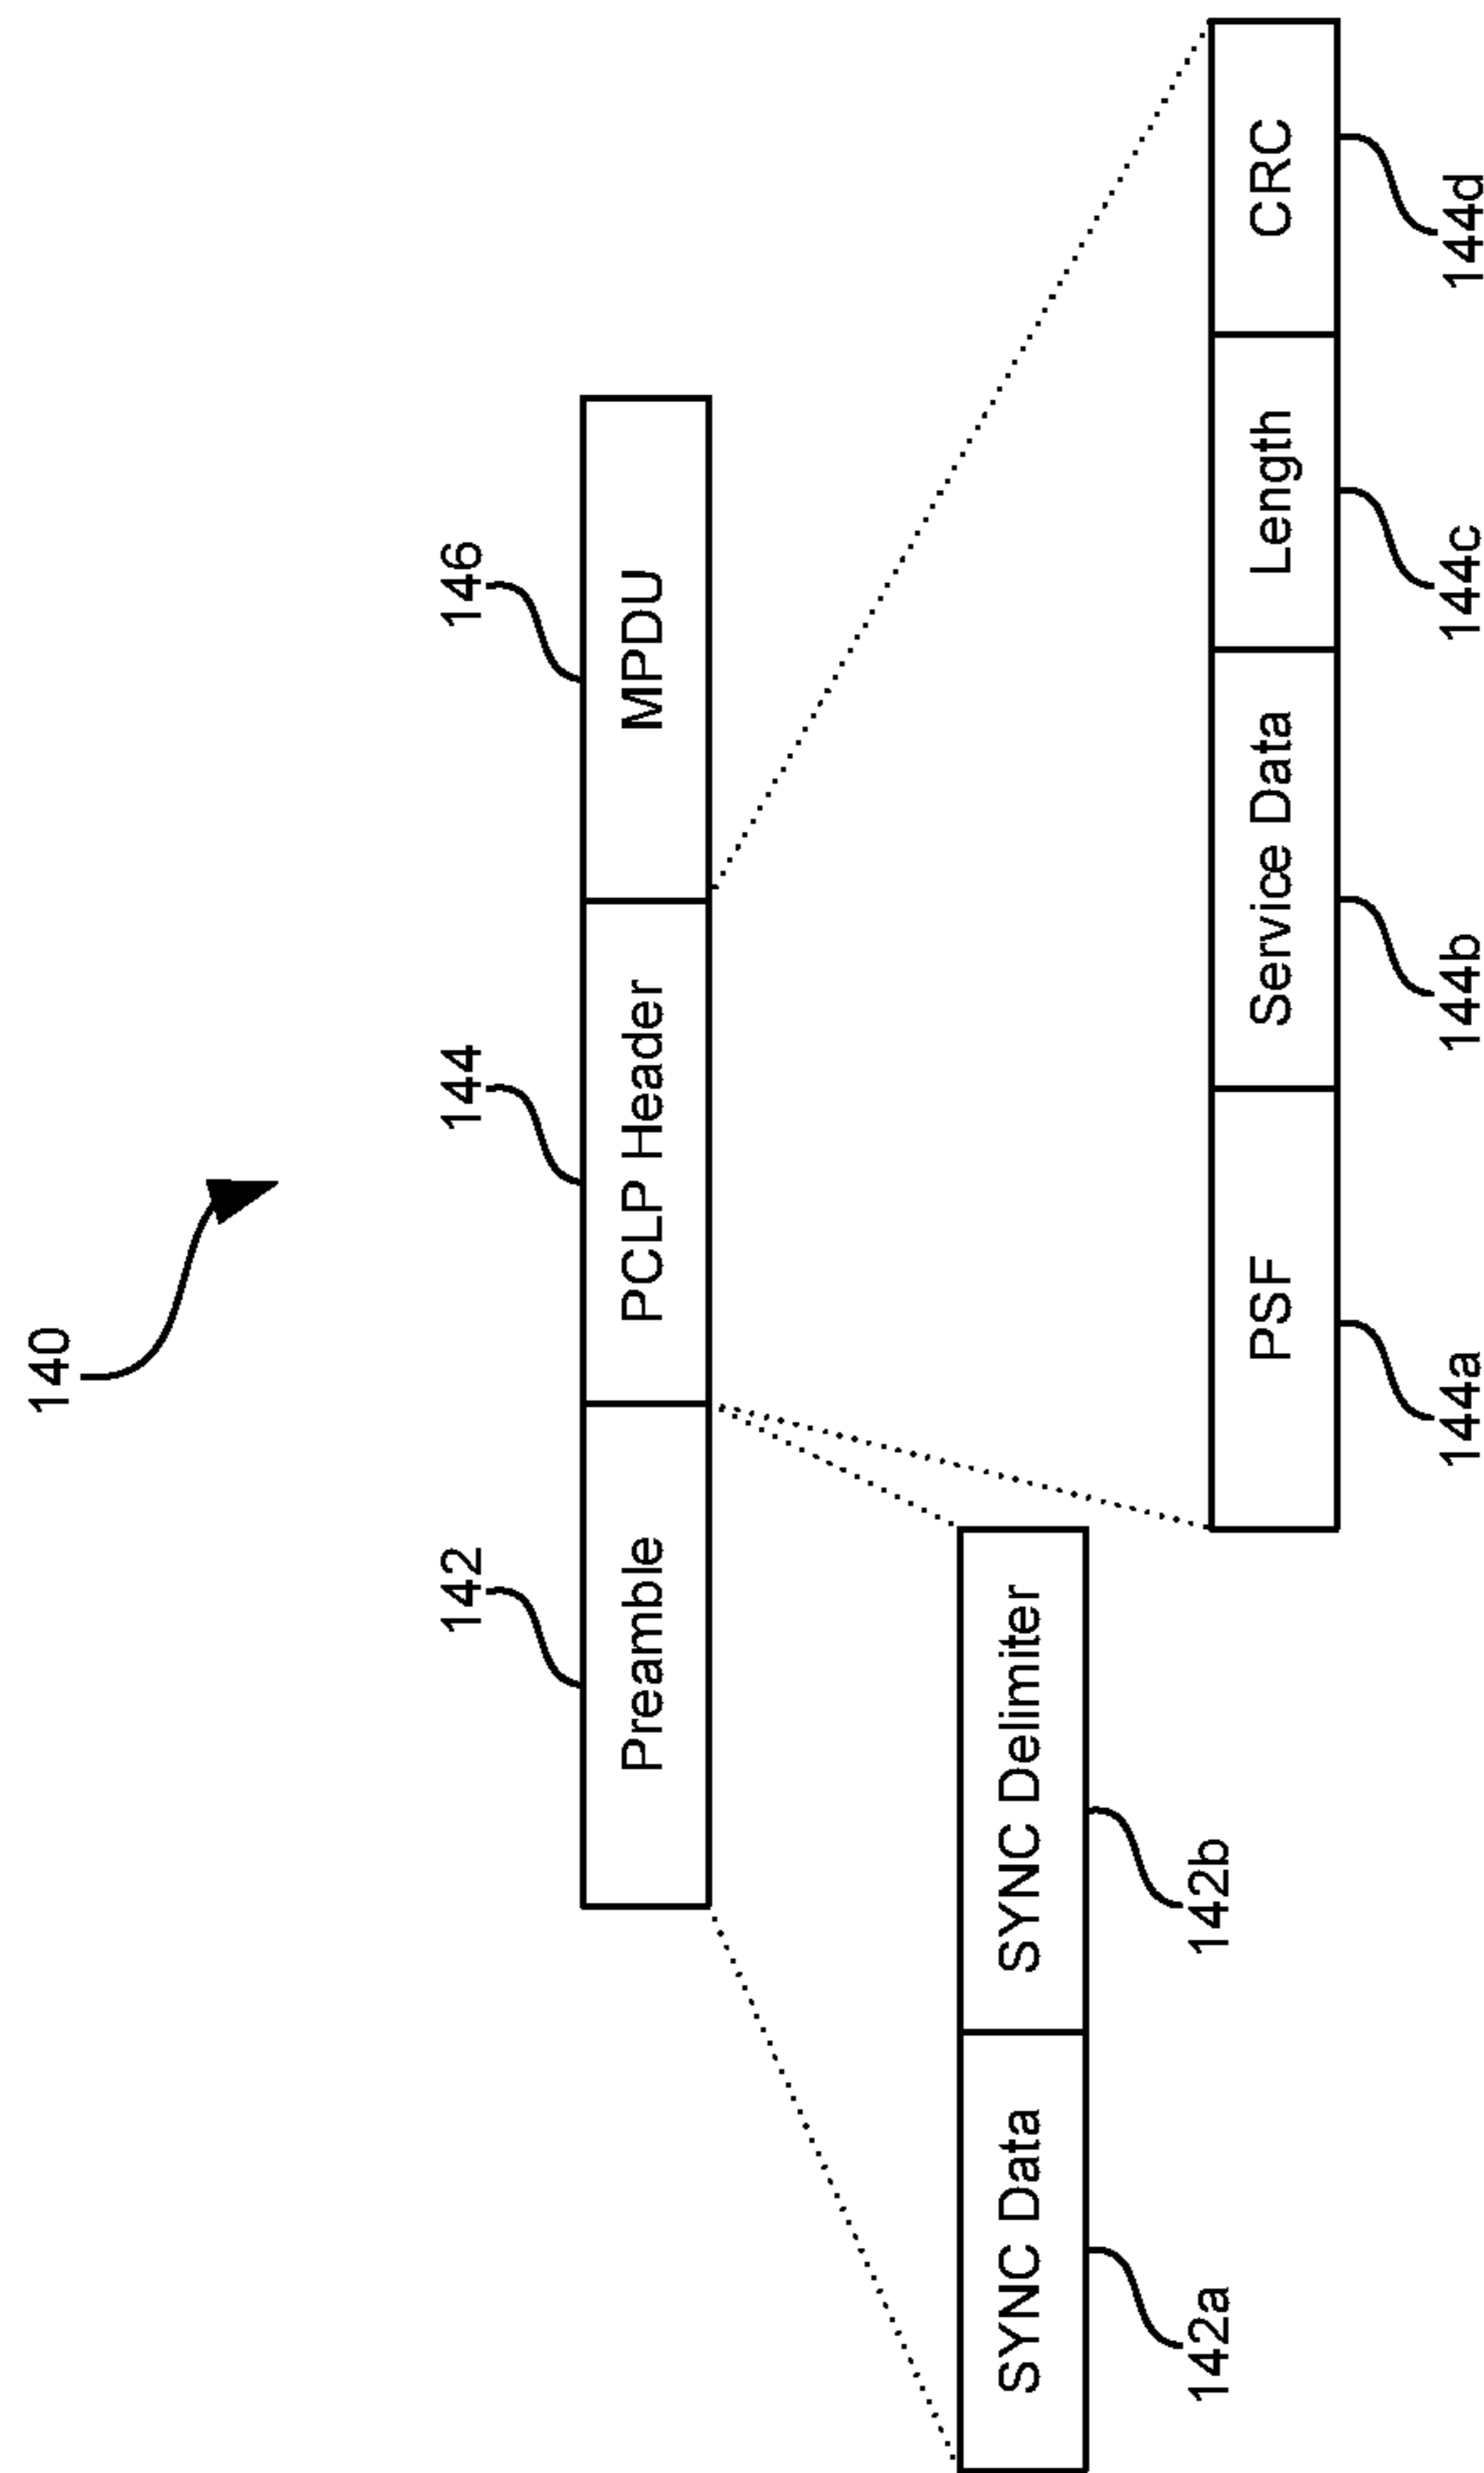 140
142
144
146
Preamble
PCLP Header
MPDU
SYNC Data
SYNC Delimiter
142a
142b
PSF
Service Data
Length
CRC
144a
144b
144c
144d